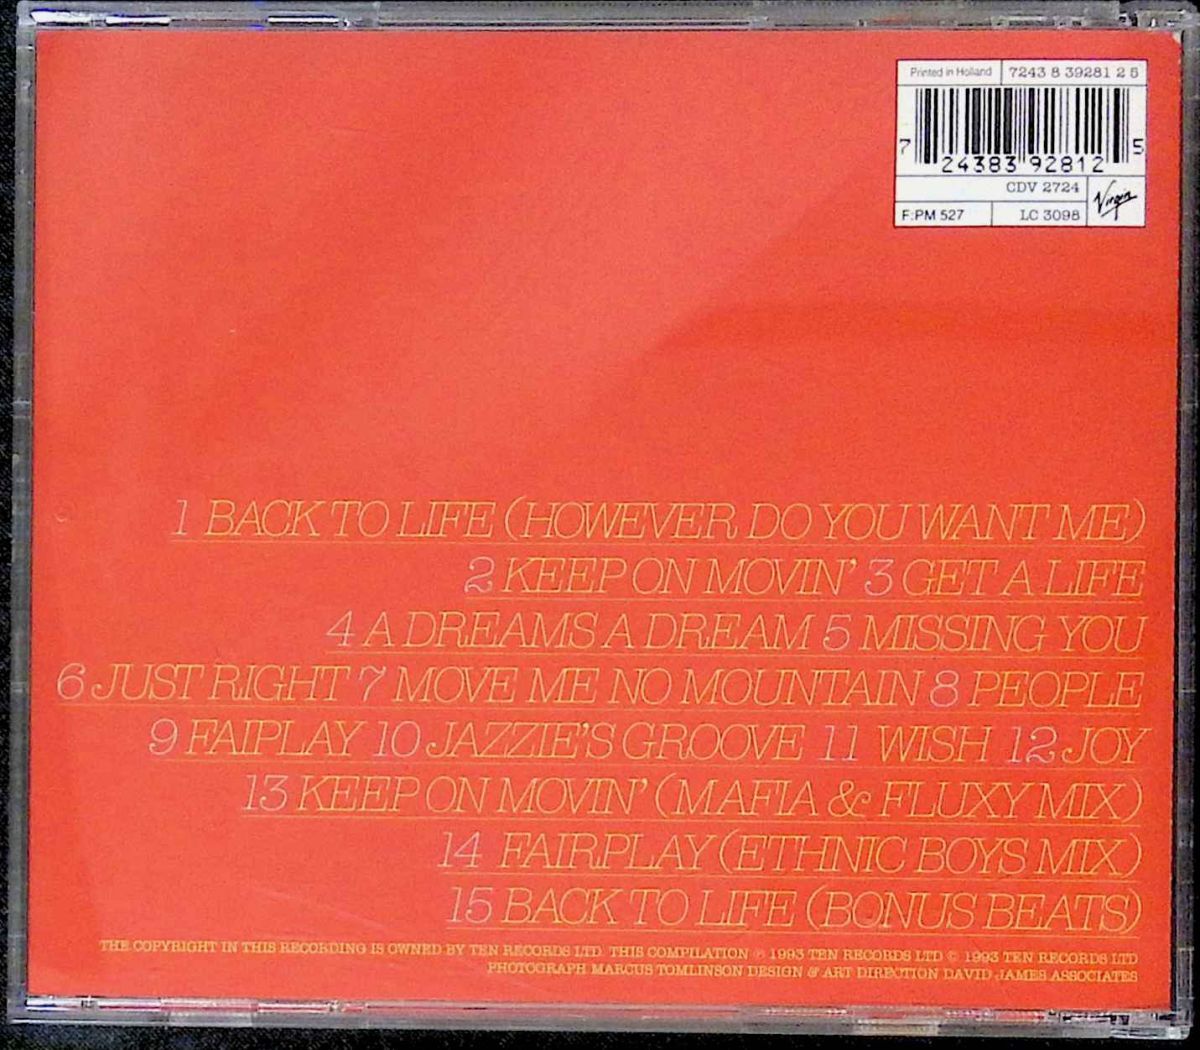 Printed in Holland 7243 8 39281 2 5
7 24383 92812 5
CDV 2724
Virgin
F:PM 527 LC 3098
1 BACK TO LIFE (HOWEVER DO YOU WANT ME)
2 KEEP ON MOVIN' 3 GET A LIFE
4 A DREAMS A DREAM 5 MISSING YOU
6 JUST RIGHT 7 MOVE ME NO MOUNTAIN 8 PEOPLE
9 FAIPLAY 10 JAZZIE'S GROOVE 11 WISH 12 JOY
13 KEEP ON MOVIN' (MAFIA & FLUXY MIX)
14 FAIRPLAY (ETHNIC BOYS MIX)
15 BACK TO LIFE (BONUS BEATS)
THE COPYRIGHT IN THIS RECORDING IS OWNED BY TEN RECORDS LTD. THIS COMPILATION ℗ 1993 TEN RECORDS LTD © 1993 TEN RECORDS LTD
PHOTOGRAPH MARCUS TOMLINSON DESIGN & ART DIRECTION DAVID JAMES ASSOCIATES